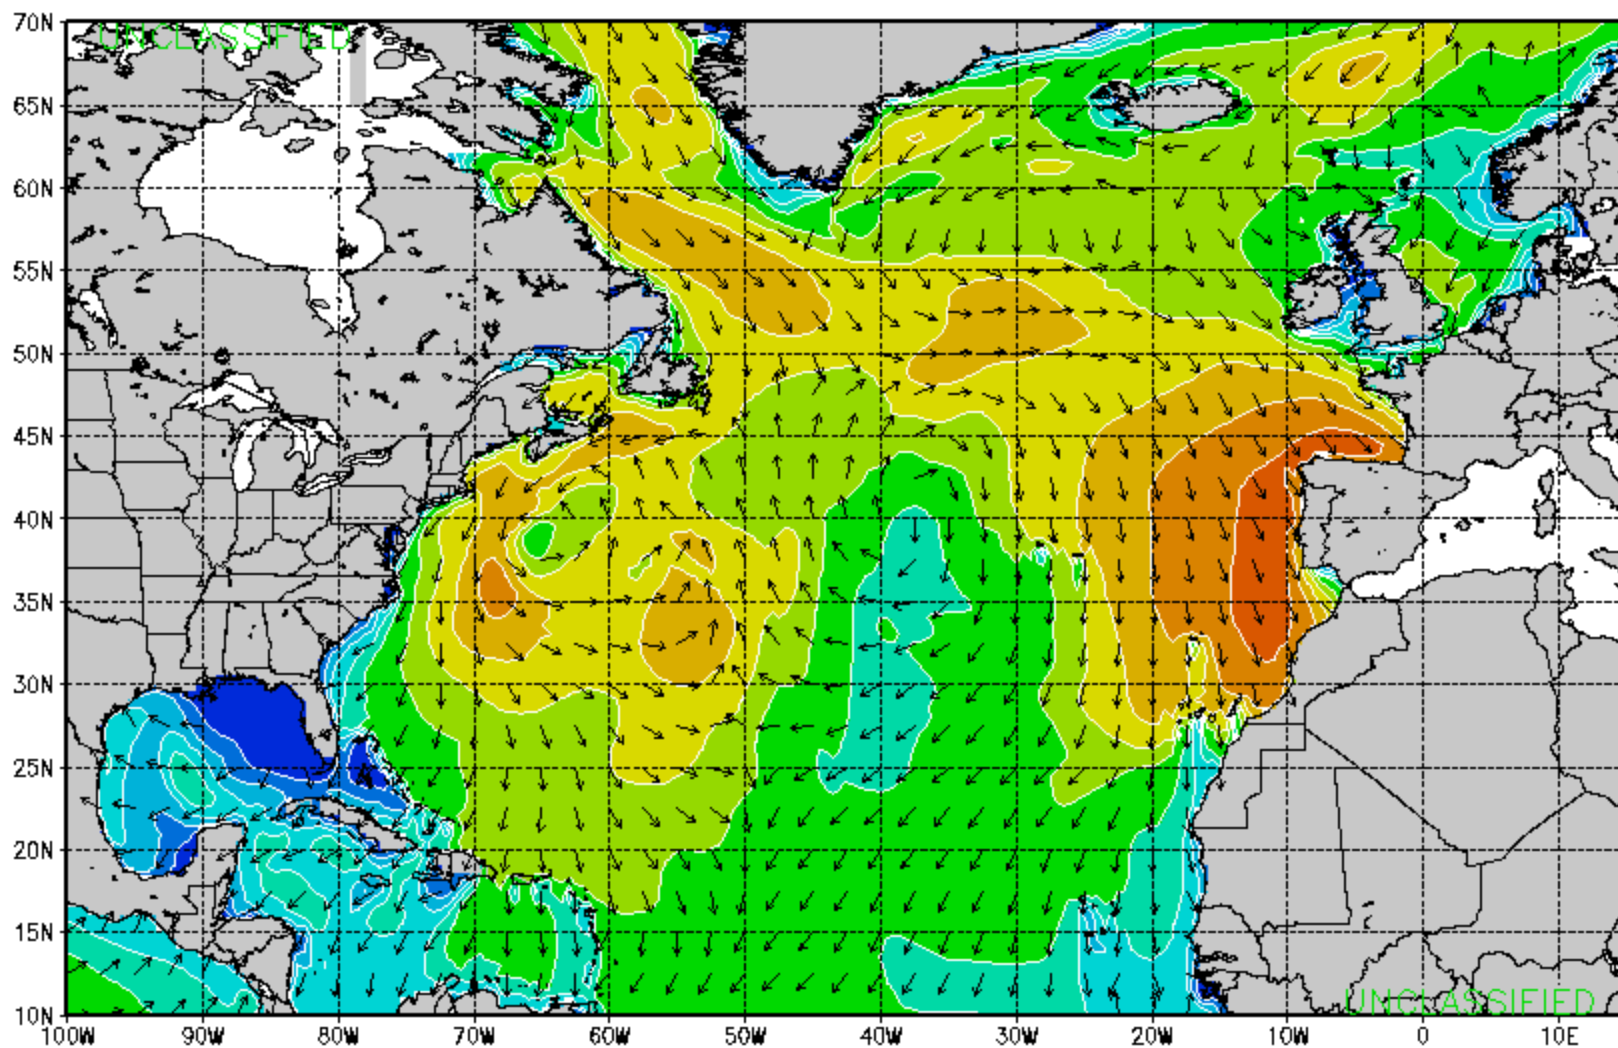 70N
UNCLASSIFIED
65N
60N
55N
50N
45N
40N
35N
30N
25N
20N
15N
UNCLASSIFIED
10N
100W 90W 80W 70W 60W 50W 40W 30W 20W 10W 0 10E